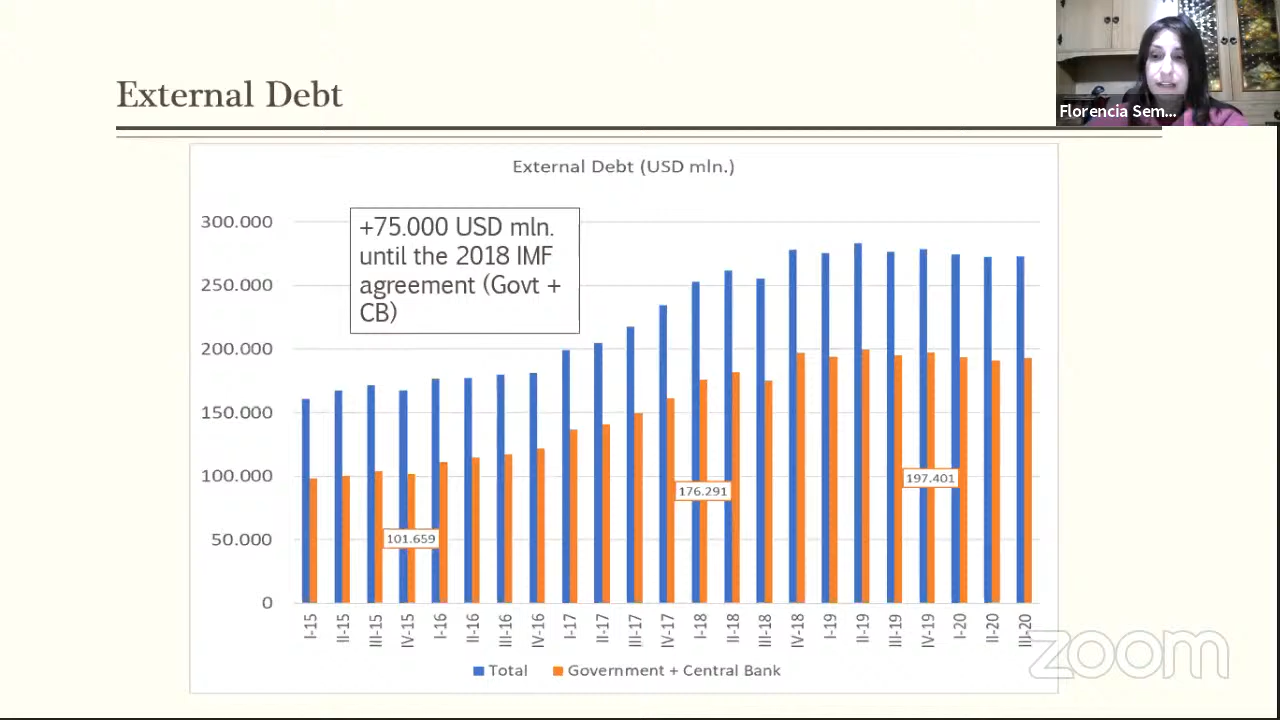 External Debt
Florencia Sem...
External Debt (USD mln.)
+75.000 USD mln.
until the 2018 IMF
agreement (Govt +
CB)
300.000
250.000
200.000
150.000
100.000
50.000
0
101.659
176.291
197.401
I-15
II-15
III-15
IV-15
I-16
II-16
III-16
IV-16
I-17
II-17
III-17
IV-17
I-18
II-18
III-18
IV-18
I-19
II-19
III-19
IV-19
I-20
II-20
III-20
Total
Government + Central Bank
zoom